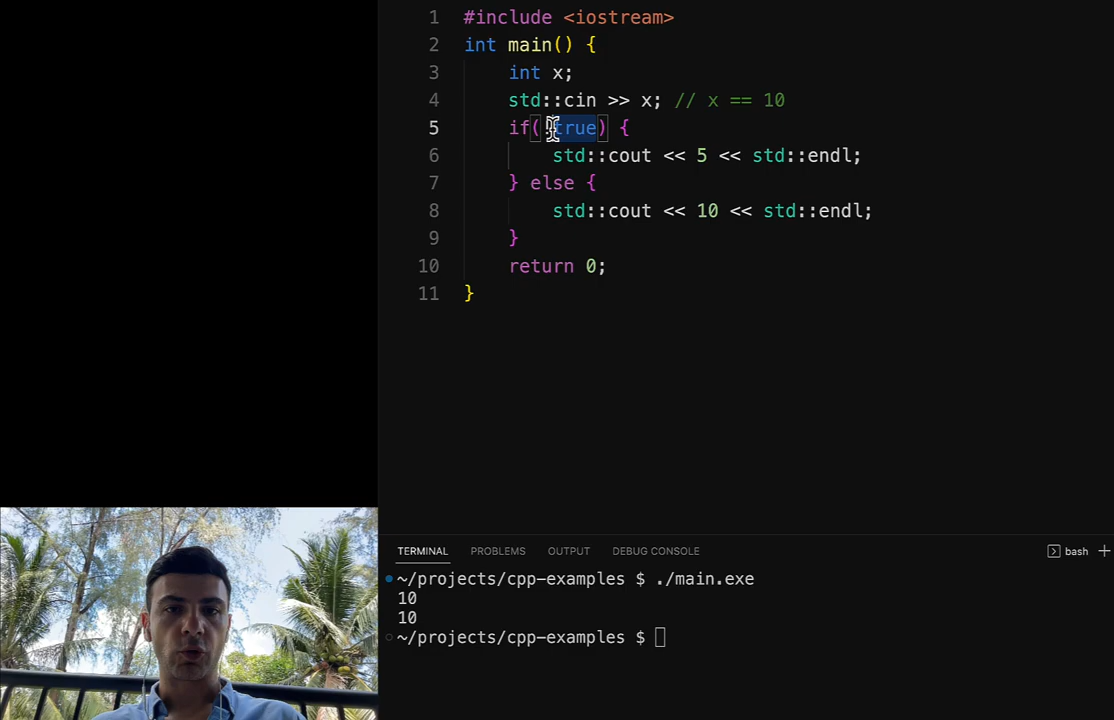 1 #include <iostream>
2 int main() {
3 int x;
4 std::cin >> x; // x == 10
5 if( !true) {
6 std::cout << 5 << std::endl;
7 } else {
8 std::cout << 10 << std::endl;
9 }
10 return 0;
11 }
TERMINAL PROBLEMS OUTPUT DEBUG CONSOLE bash
~/projects/cpp-examples $ ./main.exe
10
10
~/projects/cpp-examples $